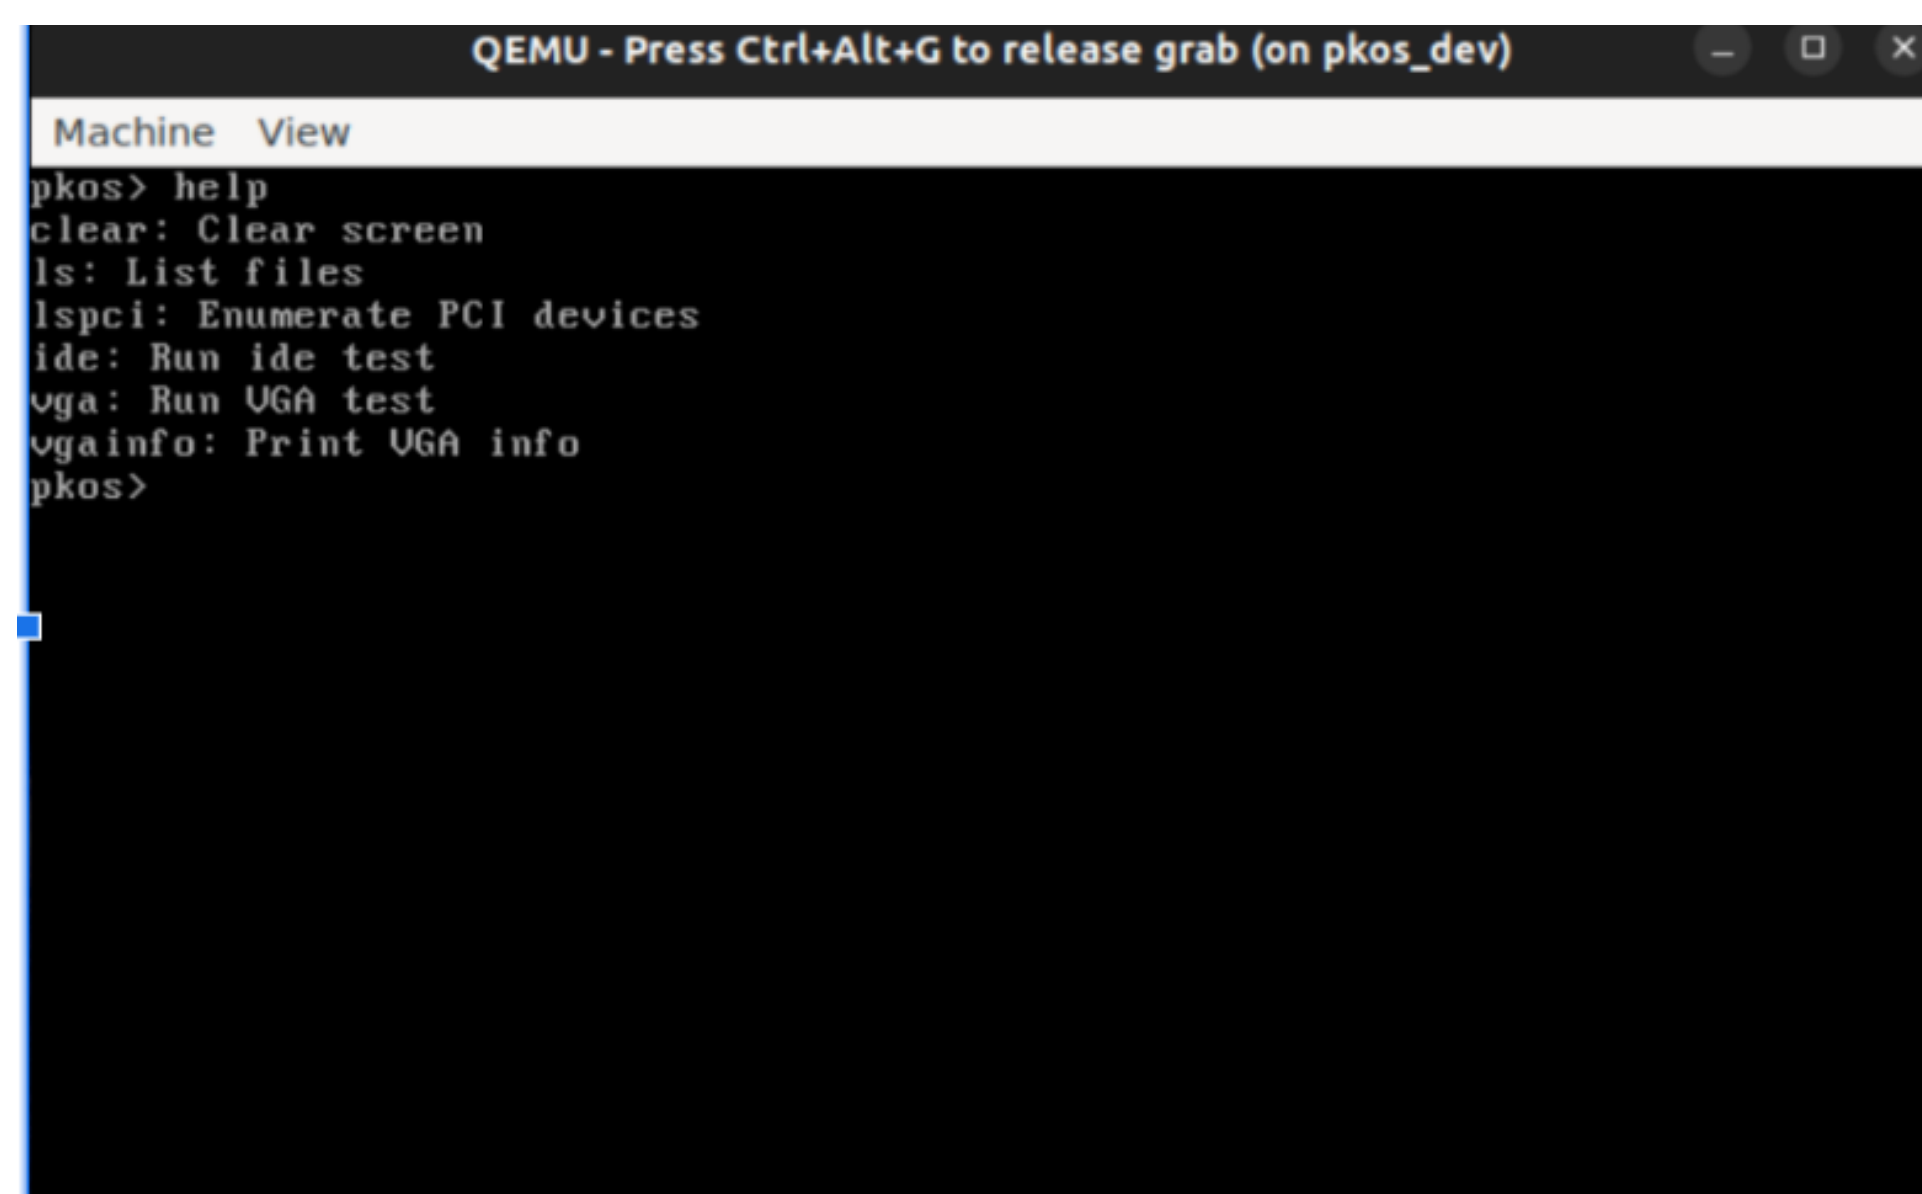 QEMU - Press Ctrl+Alt+G to release grab (on pkos_dev)
Machine View
pkos> help
clear: Clear screen
ls: List files
lspci: Enumerate PCI devices
ide: Run ide test
vga: Run VGA test
vgainfo: Print VGA info
pkos>